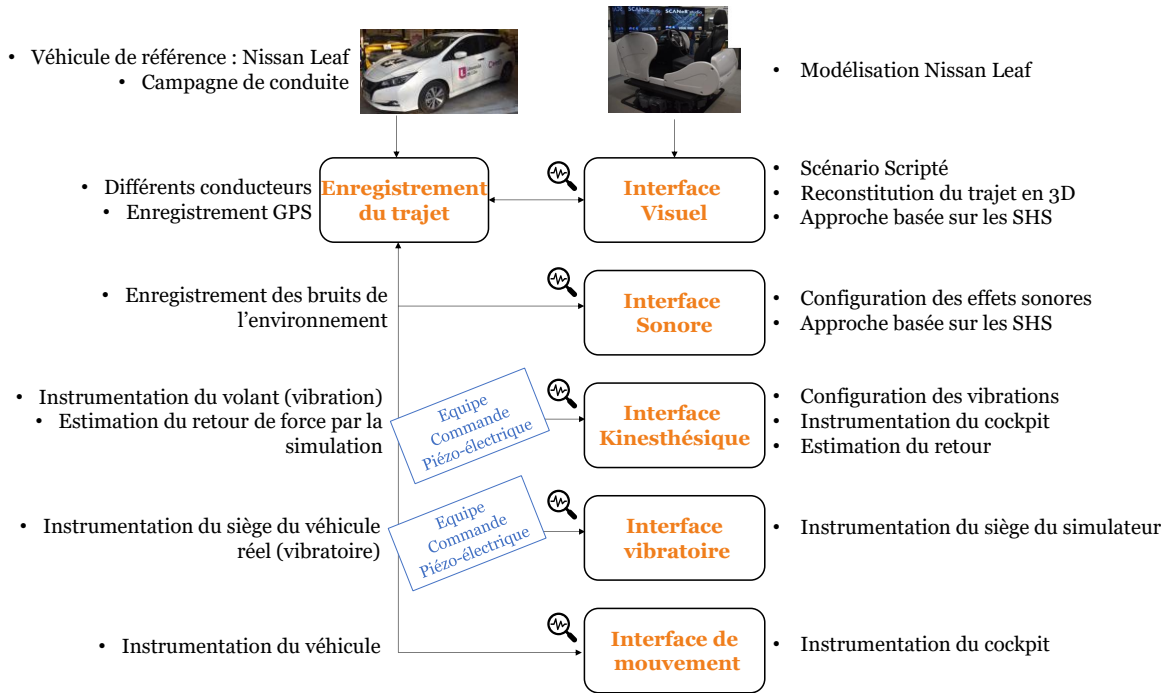 • Véhicule de référence : Nissan Leaf
• Campagne de conduite
SCANeR studio
SCANeR studio
• Modélisation Nissan Leaf
• Différents conducteurs
• Enregistrement GPS
Enregistrement
du trajet
Interface
Visuel
• Scénario Scripté
• Reconstitution du trajet en 3D
• Approche basée sur les SHS
• Enregistrement des bruits de
l’environnement
Interface
Sonore
• Configuration des effets sonores
• Approche basée sur les SHS
• Instrumentation du volant (vibration)
• Estimation du retour de force par la
simulation
Equipe
Commande
Piézo-électrique
Interface
Kinesthésique
• Configuration des vibrations
• Instrumentation du cockpit
• Estimation du retour
• Instrumentation du siège du véhicule
réel (vibratoire)
Equipe
Commande
Piézo-électrique
Interface
vibratoire
• Instrumentation du siège du simulateur
• Instrumentation du véhicule
Interface de
mouvement
• Instrumentation du cockpit